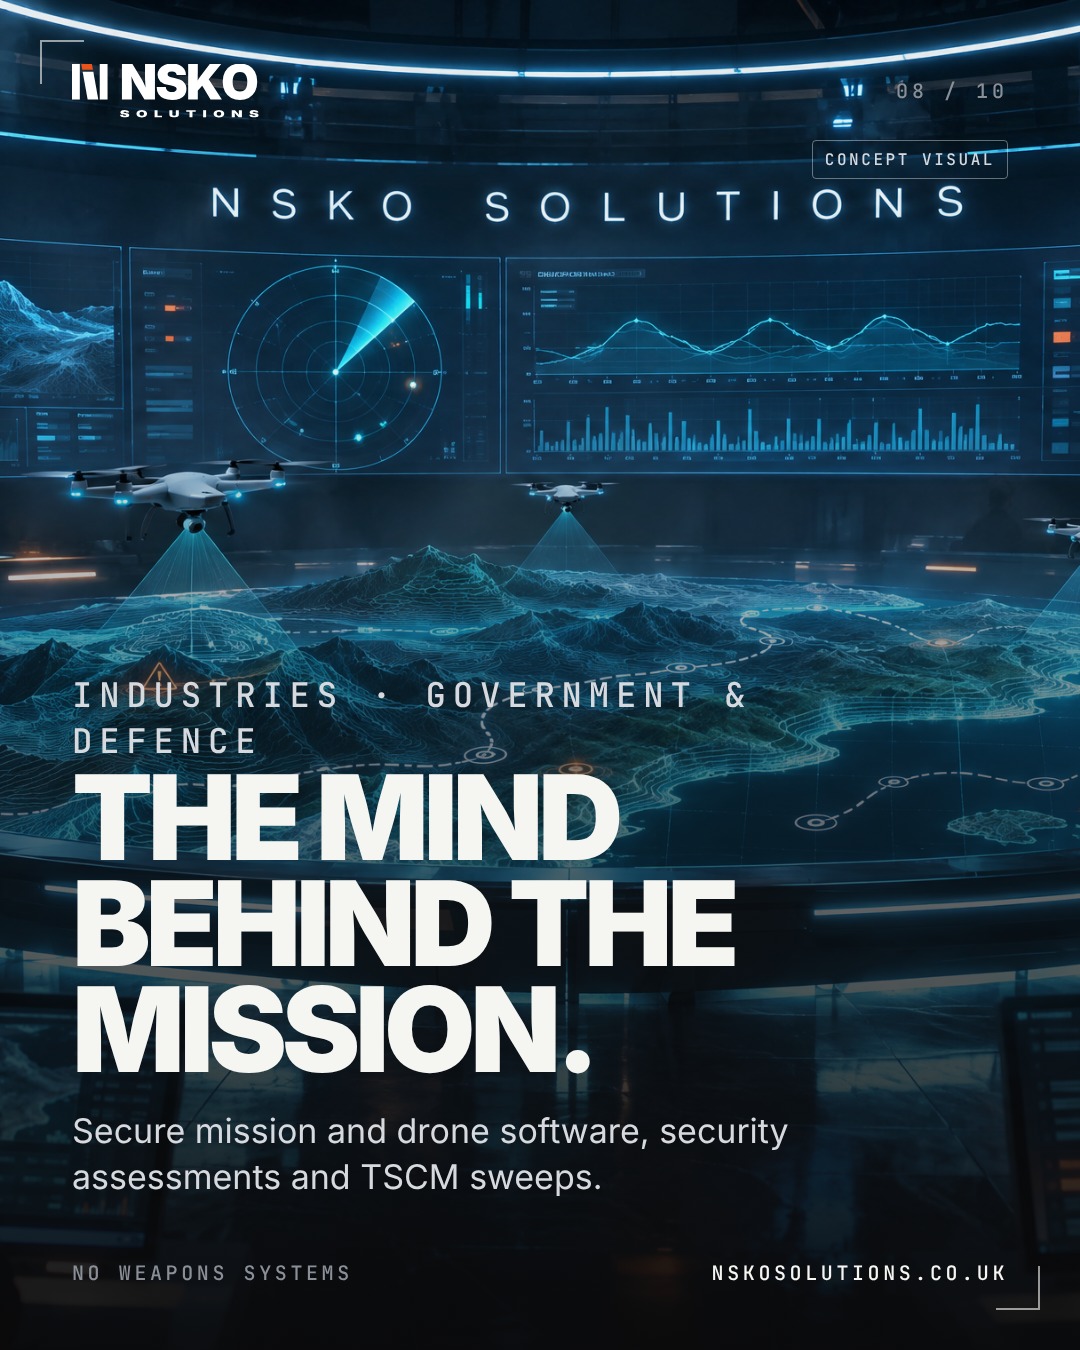 NSKO
SOLUTIONS
08 / 10
CONCEPT VISUAL
NSKO SOLUTIONS
INDUSTRIES · GOVERNMENT &
DEFENCE
THE MIND
BEHIND THE
MISSION.
Secure mission and drone software, security
assessments and TSCM sweeps.
NO WEAPONS SYSTEMS
NSKOSOLUTIONS.CO.UK